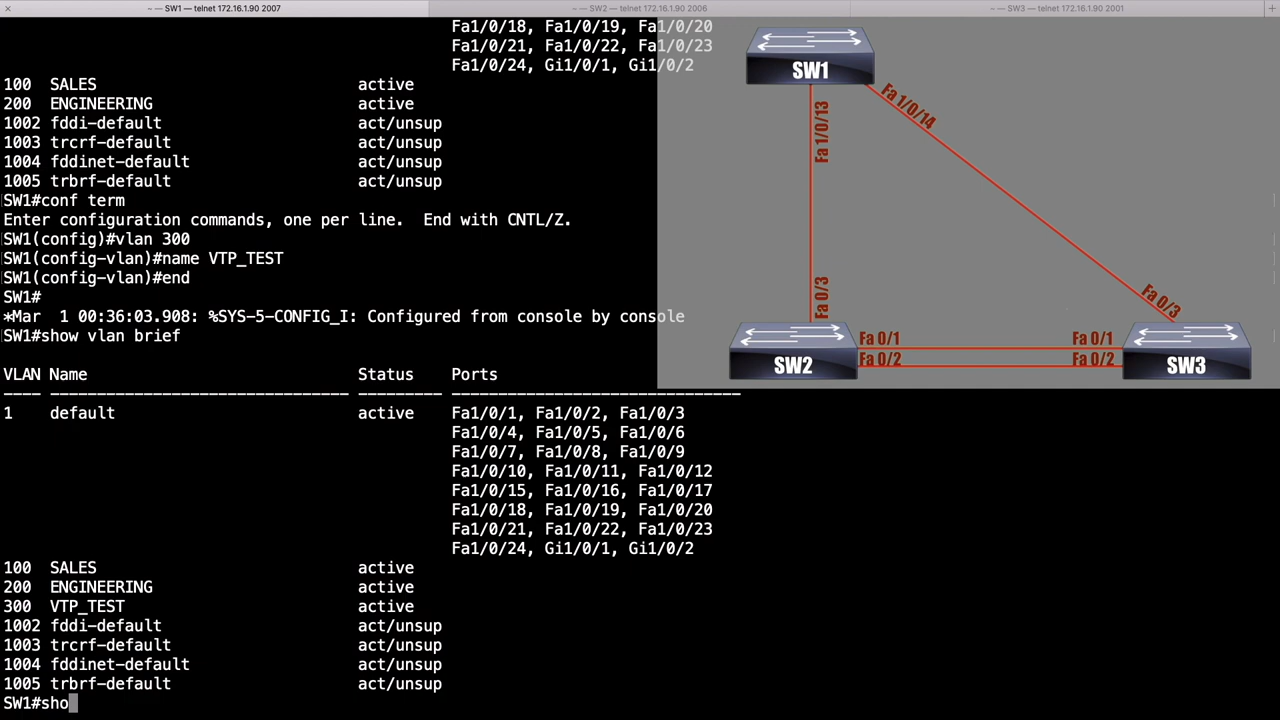 – — SW1 — telnet 172.16.1.90 2007
– — SW2 — telnet 172.16.1.90 2006
– — SW3 — telnet 172.16.1.90 2001
Fa1/0/18, Fa1/0/19, Fa1/0/20
Fa1/0/21, Fa1/0/22, Fa1/0/23
Fa1/0/24, Gi1/0/1, Gi1/0/2
100 SALES active
200 ENGINEERING active
1002 fddi-default act/unsup
1003 trcrf-default act/unsup
1004 fddinet-default act/unsup
1005 trbrf-default act/unsup
SW1#conf term
Enter configuration commands, one per line. End with CNTL/Z.
SW1(config)#vlan 300
SW1(config-vlan)#name VTP_TEST
SW1(config-vlan)#end
SW1#
*Mar 1 00:36:03.908: %SYS-5-CONFIG_I: Configured from console by console
SW1#show vlan brief
VLAN Name Status Ports
---- -------------------------------- --------- -------------------------------
1 default active Fa1/0/1, Fa1/0/2, Fa1/0/3
Fa1/0/4, Fa1/0/5, Fa1/0/6
Fa1/0/7, Fa1/0/8, Fa1/0/9
Fa1/0/10, Fa1/0/11, Fa1/0/12
Fa1/0/15, Fa1/0/16, Fa1/0/17
Fa1/0/18, Fa1/0/19, Fa1/0/20
Fa1/0/21, Fa1/0/22, Fa1/0/23
Fa1/0/24, Gi1/0/1, Gi1/0/2
100 SALES active
200 ENGINEERING active
300 VTP_TEST active
1002 fddi-default act/unsup
1003 trcrf-default act/unsup
1004 fddinet-default act/unsup
1005 trbrf-default act/unsup
SW1#sho
SW1
Fa 1/0/13
Fa 1/0/14
Fa 0/3
Fa 0/3
SW2
Fa 0/1
Fa 0/2
Fa 0/1
Fa 0/2
SW3